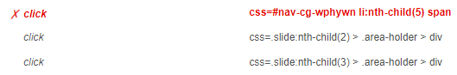 ✗ click css=#nav-cg-wphywn li:nth-child(5) span
click css=.slide:nth-child(2) > .area-holder > div
click css=.slide:nth-child(3) > .area-holder > div